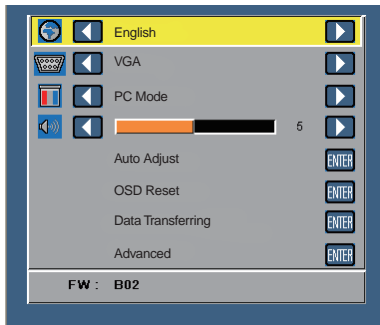 English
VGA
PC Mode
5
Auto Adjust ENTER
OSD Reset ENTER
Data Transferring ENTER
Advanced ENTER
FW : B02